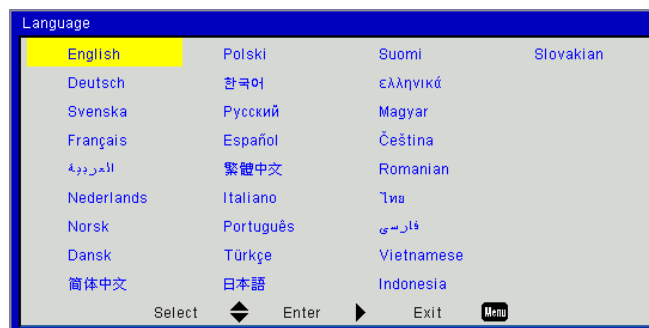 Language
English Polski Suomi Slovakian
Deutsch 한국어 ελληνικά
Svenska Русский Magyar
Français Español Čeština
العربية 繁體中文 Romanian
Nederlands Italiano ไทย
Norsk Português فارسی
Dansk Türkçe Vietnamese
简体中文 日本語 Indonesia
Select Enter Exit Menu